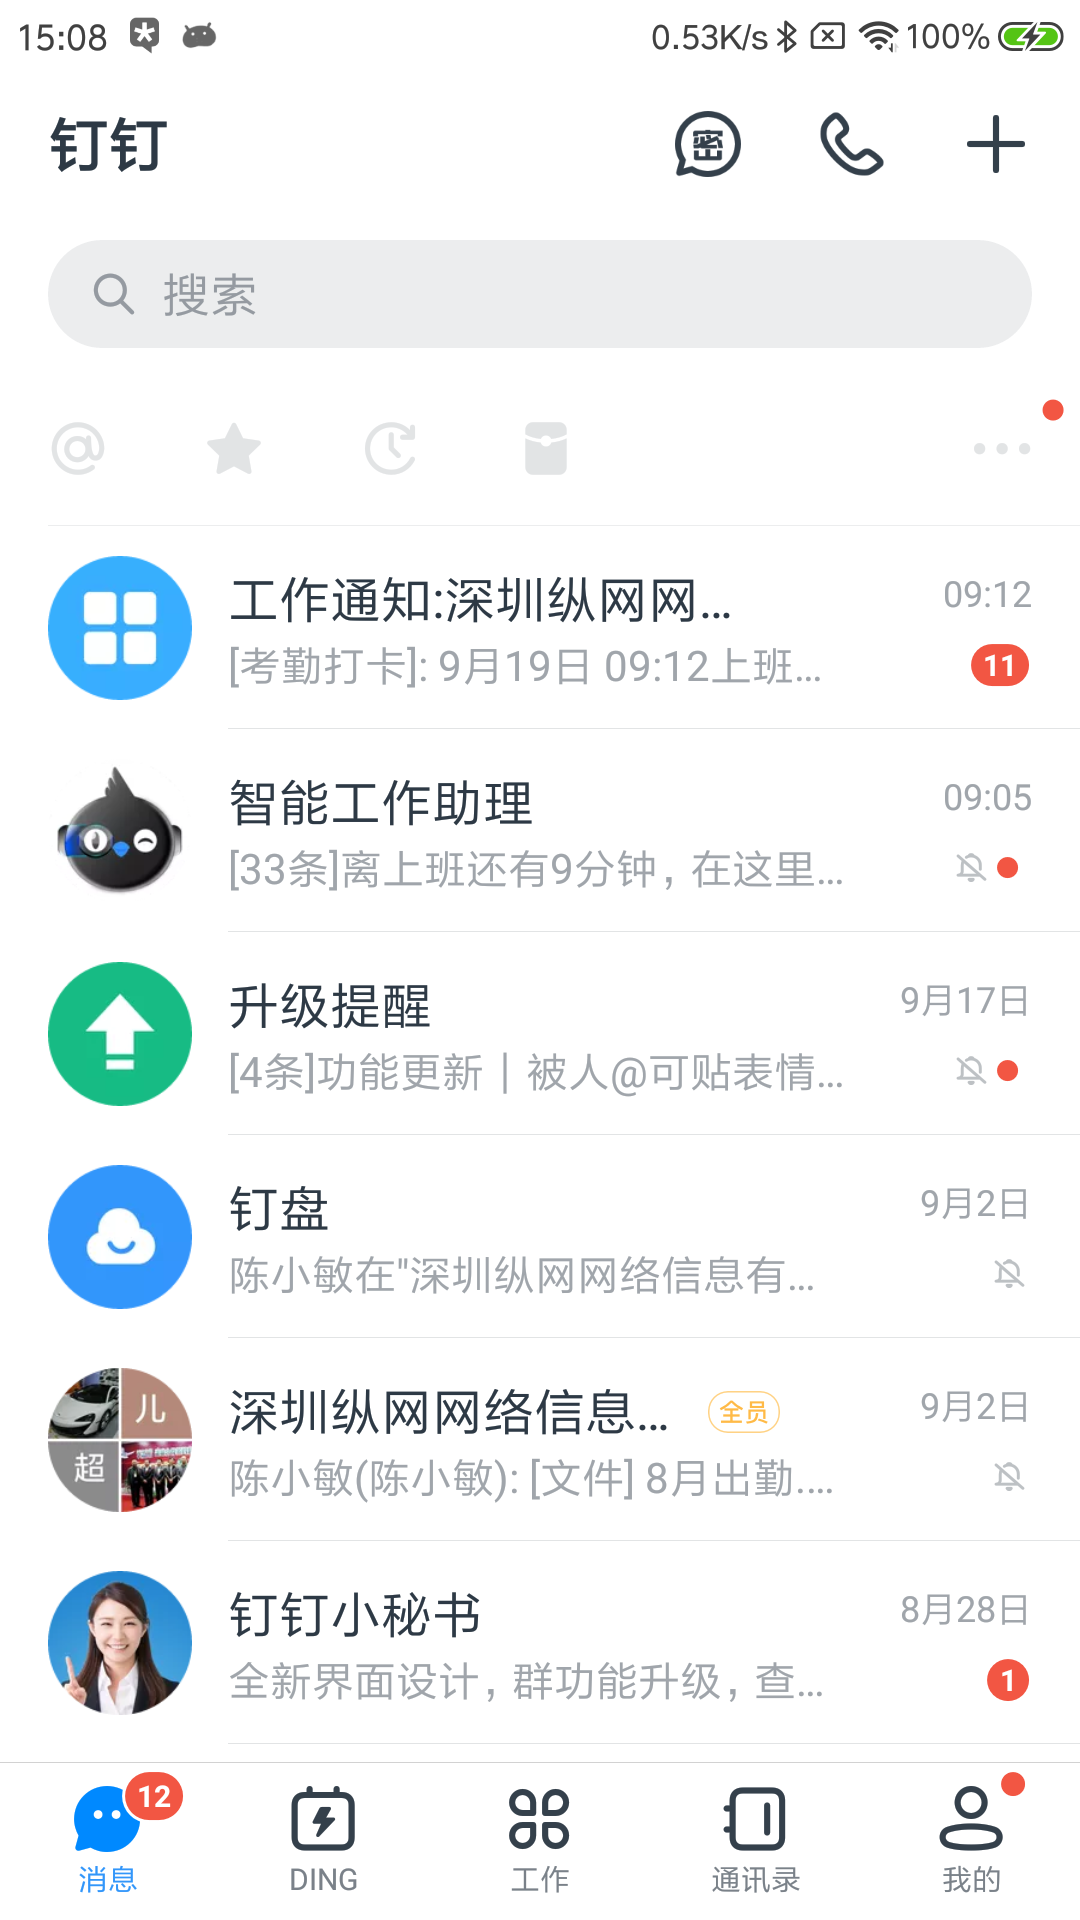 15:08 0.53K/s 100%
钉钉 密
搜索
工作通知:深圳纵网网... 09:12
[考勤打卡]: 9月19日 09:12上班... 11
智能工作助理 09:05
[33条]离上班还有9分钟，在这里...
升级提醒 9月17日
[4条]功能更新｜被人@可贴表情...
钉盘 9月2日
陈小敏在"深圳纵网网络信息有...
儿
超
深圳纵网网络信息... 全员 9月2日
陈小敏(陈小敏): [文件] 8月出勤....
钉钉小秘书 8月28日
全新界面设计，群功能升级，查... 1
12
消息 DING 工作 通讯录 我的